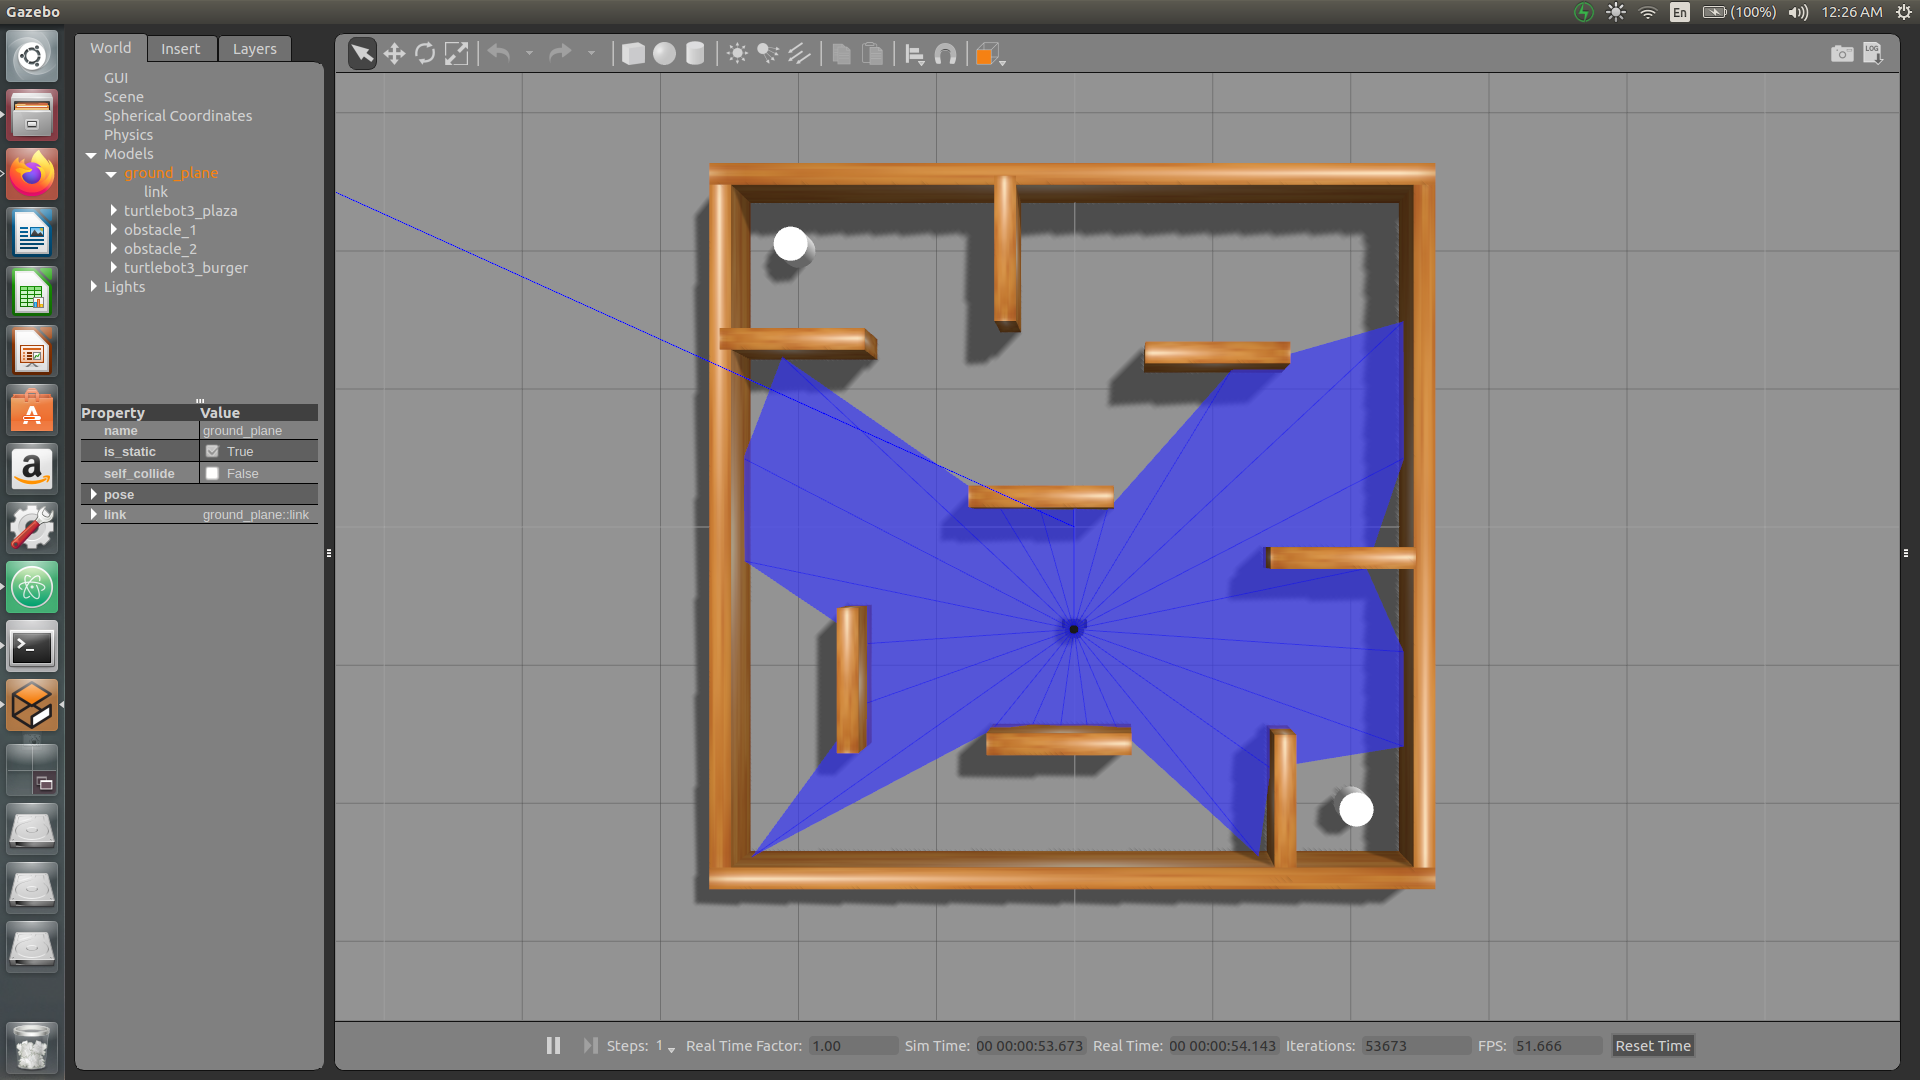 Gazebo
En (100%) 12:26 AM
World Insert Layers
GUI
Scene
Spherical Coordinates
Physics
Models
ground_plane
link
turtlebot3_plaza
obstacle_1
obstacle_2
turtlebot3_burger
Lights
Property Value
name ground_plane
is_static True
self_collide False
pose
link ground_plane::link
LOG
A
a
>_
Steps: 1 Real Time Factor: 1.00 Sim Time: 00 00:00:53.673 Real Time: 00 00:00:54.143 Iterations: 53673 FPS: 51.666 Reset Time